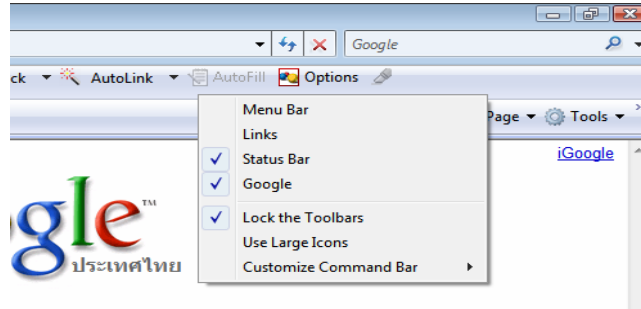 Google
ck AutoLink AutoFill Options
Menu Bar
Page Tools
Links
iGoogle
Status Bar
Google
ogle™
Lock the Toolbars
Use Large Icons
ประเทศไทย
Customize Command Bar